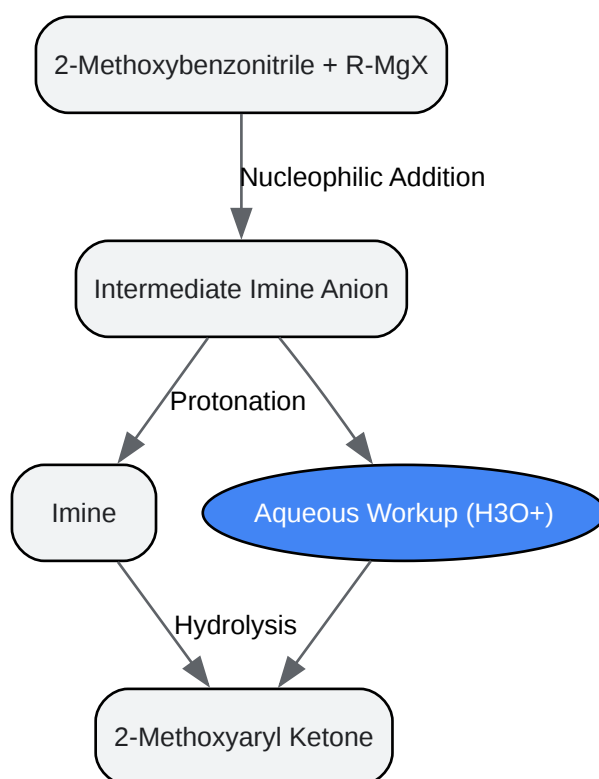 2-Methoxybenzonitrile + R-MgX
Nucleophilic Addition
Intermediate Imine Anion
Protonation
Imine
Aqueous Workup (H3O+)
Hydrolysis
2-Methoxyaryl Ketone